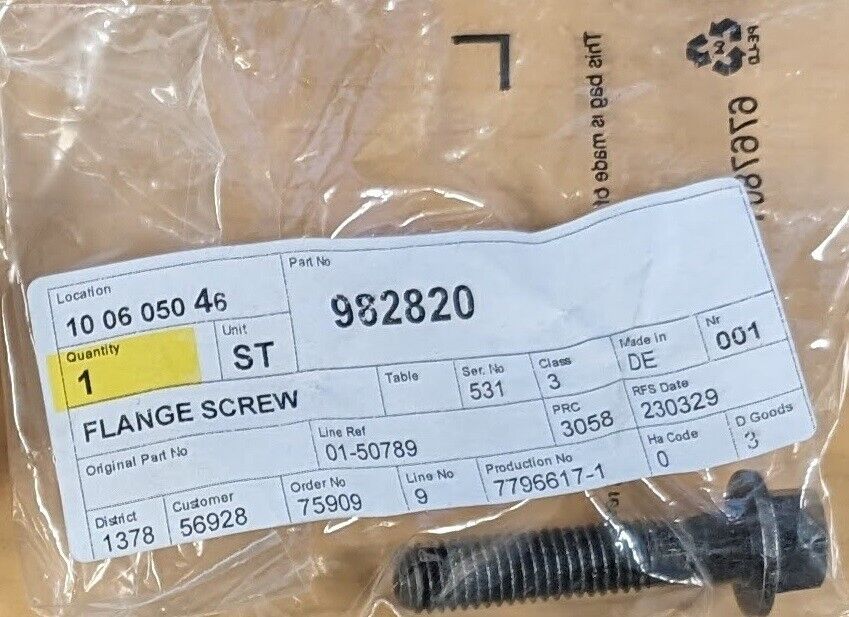 This bag is made of
PE-LD
Location
10 06 050 46
Part No
982820
Quantity
1
Unit
ST
FLANGE SCREW
Table
Ser. No
531
Class
3
Made In
DE
Nr
001
Original Part No
Line Ref
01-50789
PRC
3058
RFS Date
230329
District
1378
Customer
56928
Order No
75909
Line No
9
Production No
7796617-1
Ha Code
0
D Goods
3